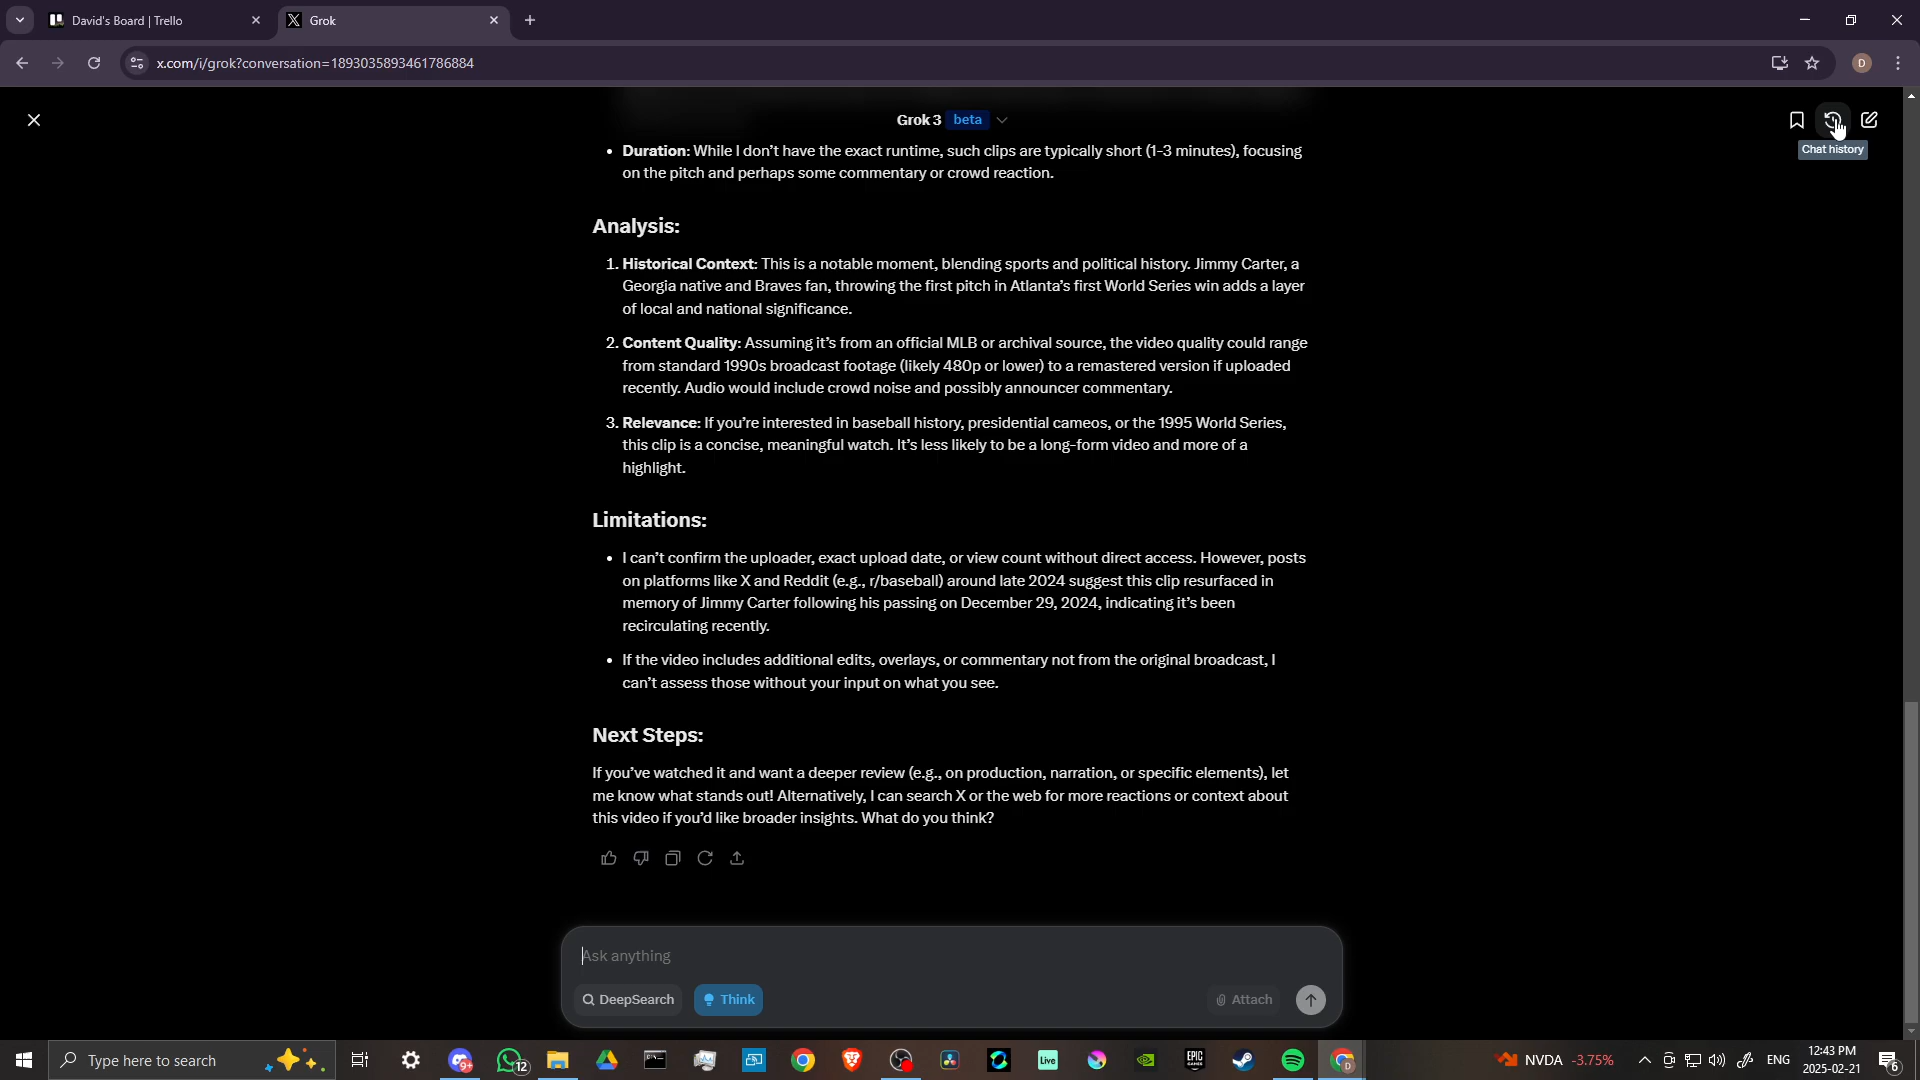 David's Board | Trello
Grok
x.com/i/grok?conversation=1893035893461786884
D
Grok 3 beta
Chat history
• Duration: While I don't have the exact runtime, such clips are typically short (1-3 minutes), focusing
on the pitch and perhaps some commentary or crowd reaction.
Analysis:
1. Historical Context: This is a notable moment, blending sports and political history. Jimmy Carter, a
Georgia native and Braves fan, throwing the first pitch in Atlanta's first World Series win adds a layer
of local and national significance.
2. Content Quality: Assuming it's from an official MLB or archival source, the video quality could range
from standard 1990s broadcast footage (likely 480p or lower) to a remastered version if uploaded
recently. Audio would include crowd noise and possibly announcer commentary.
3. Relevance: If you're interested in baseball history, presidential cameos, or the 1995 World Series,
this clip is a concise, meaningful watch. It's less likely to be a long-form video and more of a
highlight.
Limitations:
• I can't confirm the uploader, exact upload date, or view count without direct access. However, posts
on platforms like X and Reddit (e.g., r/baseball) around late 2024 suggest this clip resurfaced in
memory of Jimmy Carter following his passing on December 29, 2024, indicating it's been
recirculating recently.
• If the video includes additional edits, overlays, or commentary not from the original broadcast, I
can't assess those without your input on what you see.
Next Steps:
If you've watched it and want a deeper review (e.g., on production, narration, or specific elements), let
me know what stands out! Alternatively, I can search X or the web for more reactions or context about
this video if you'd like broader insights. What do you think?
Ask anything
DeepSearch
Think
Attach
Type here to search
9+
12
Live
EPIC
GAMES
D
NVDA -3.75%
ENG
12:43 PM
2025-02-21
6